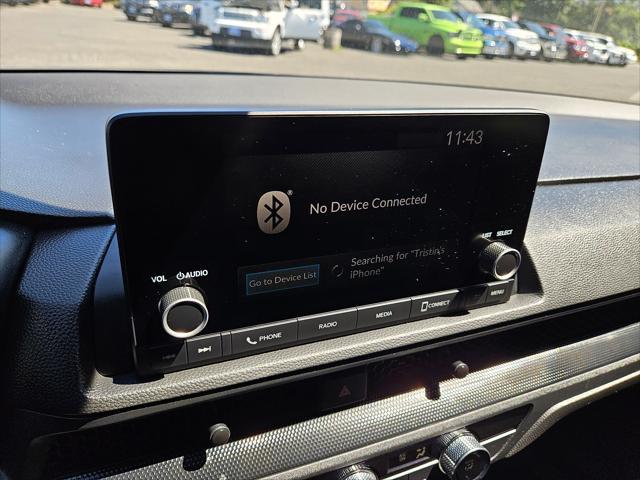 11:43
No Device Connected
Go to Device List
Searching for "Tristin's
iPhone"
VOL AUDIO
LIST SELECT
PHONE
RADIO
MEDIA
CONNECT
MENU